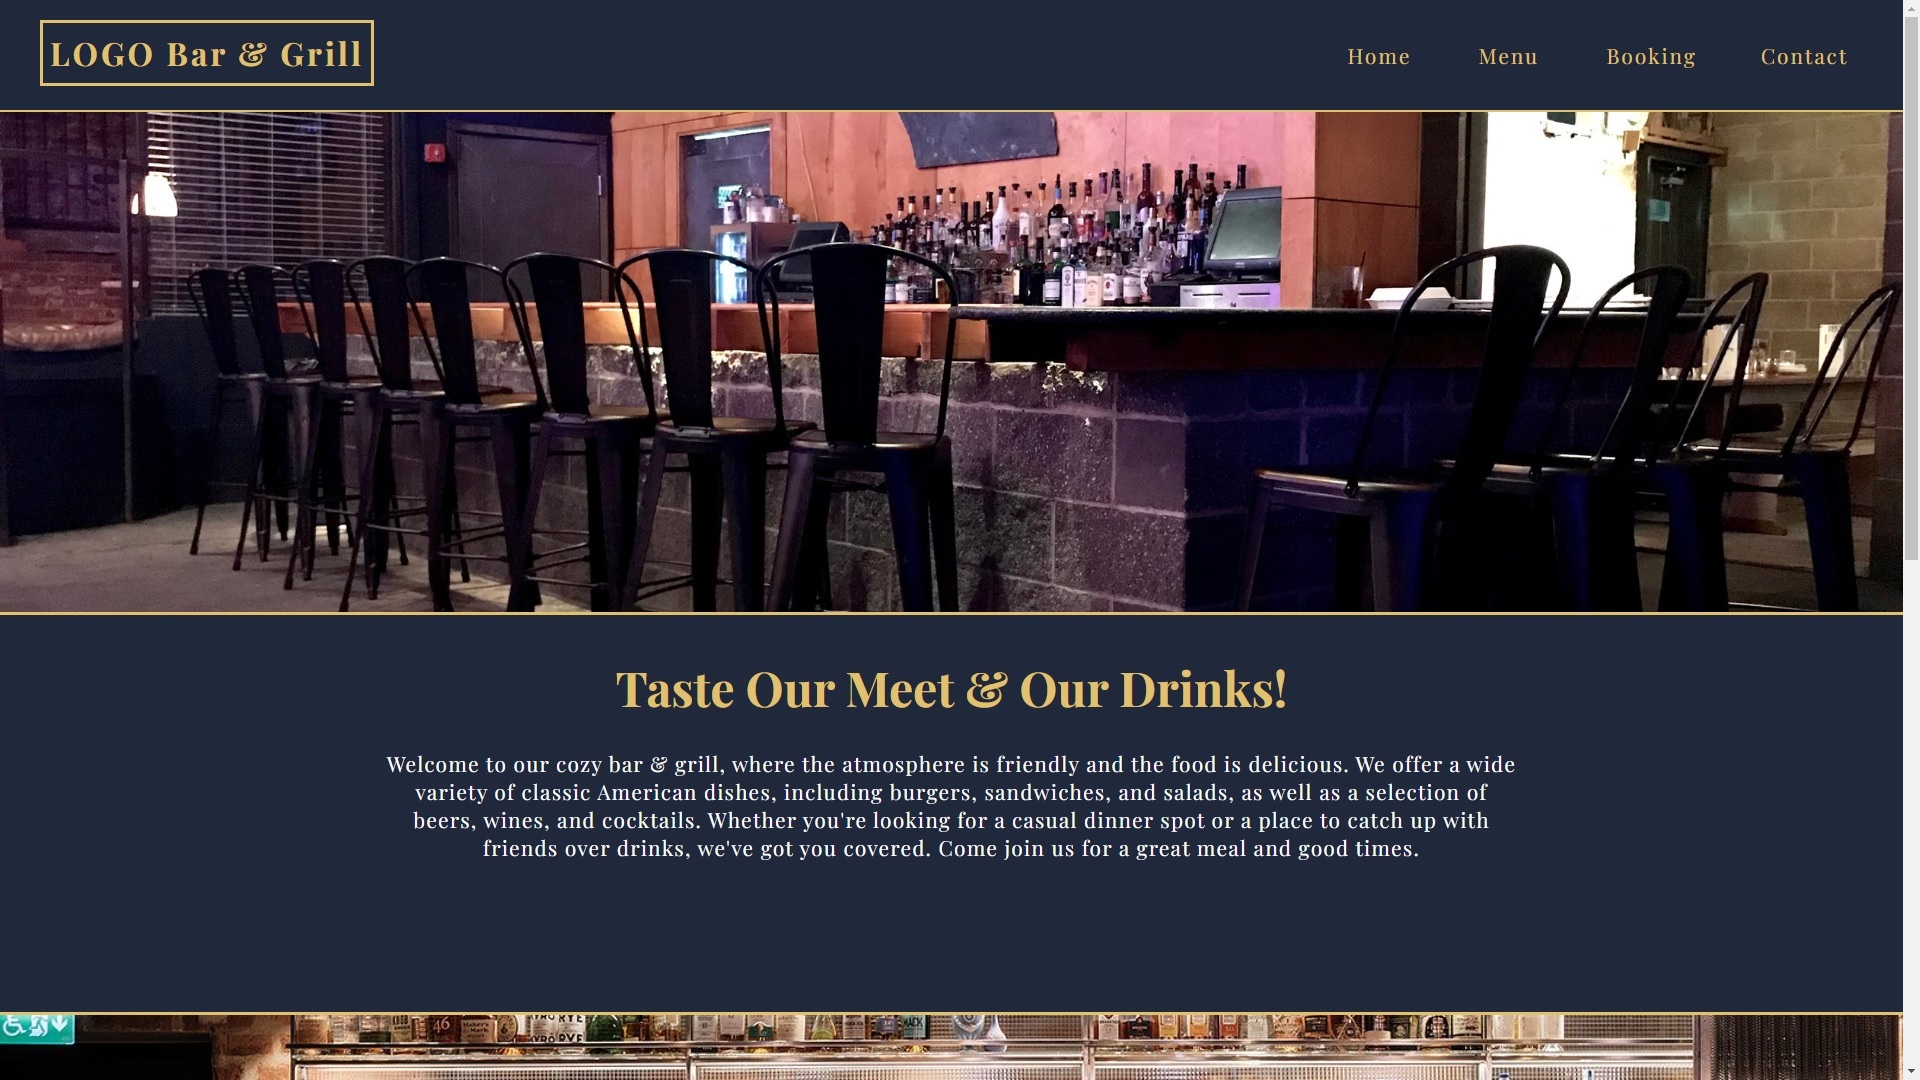 LOGO Bar & Grill
Home Menu Booking Contact
Taste Our Meet & Our Drinks!
Welcome to our cozy bar & grill, where the atmosphere is friendly and the food is delicious. We offer a wide
variety of classic American dishes, including burgers, sandwiches, and salads, as well as a selection of
beers, wines, and cocktails. Whether you're looking for a casual dinner spot or a place to catch up with
friends over drinks, we've got you covered. Come join us for a great meal and good times.
46 Maker's Mark RYE